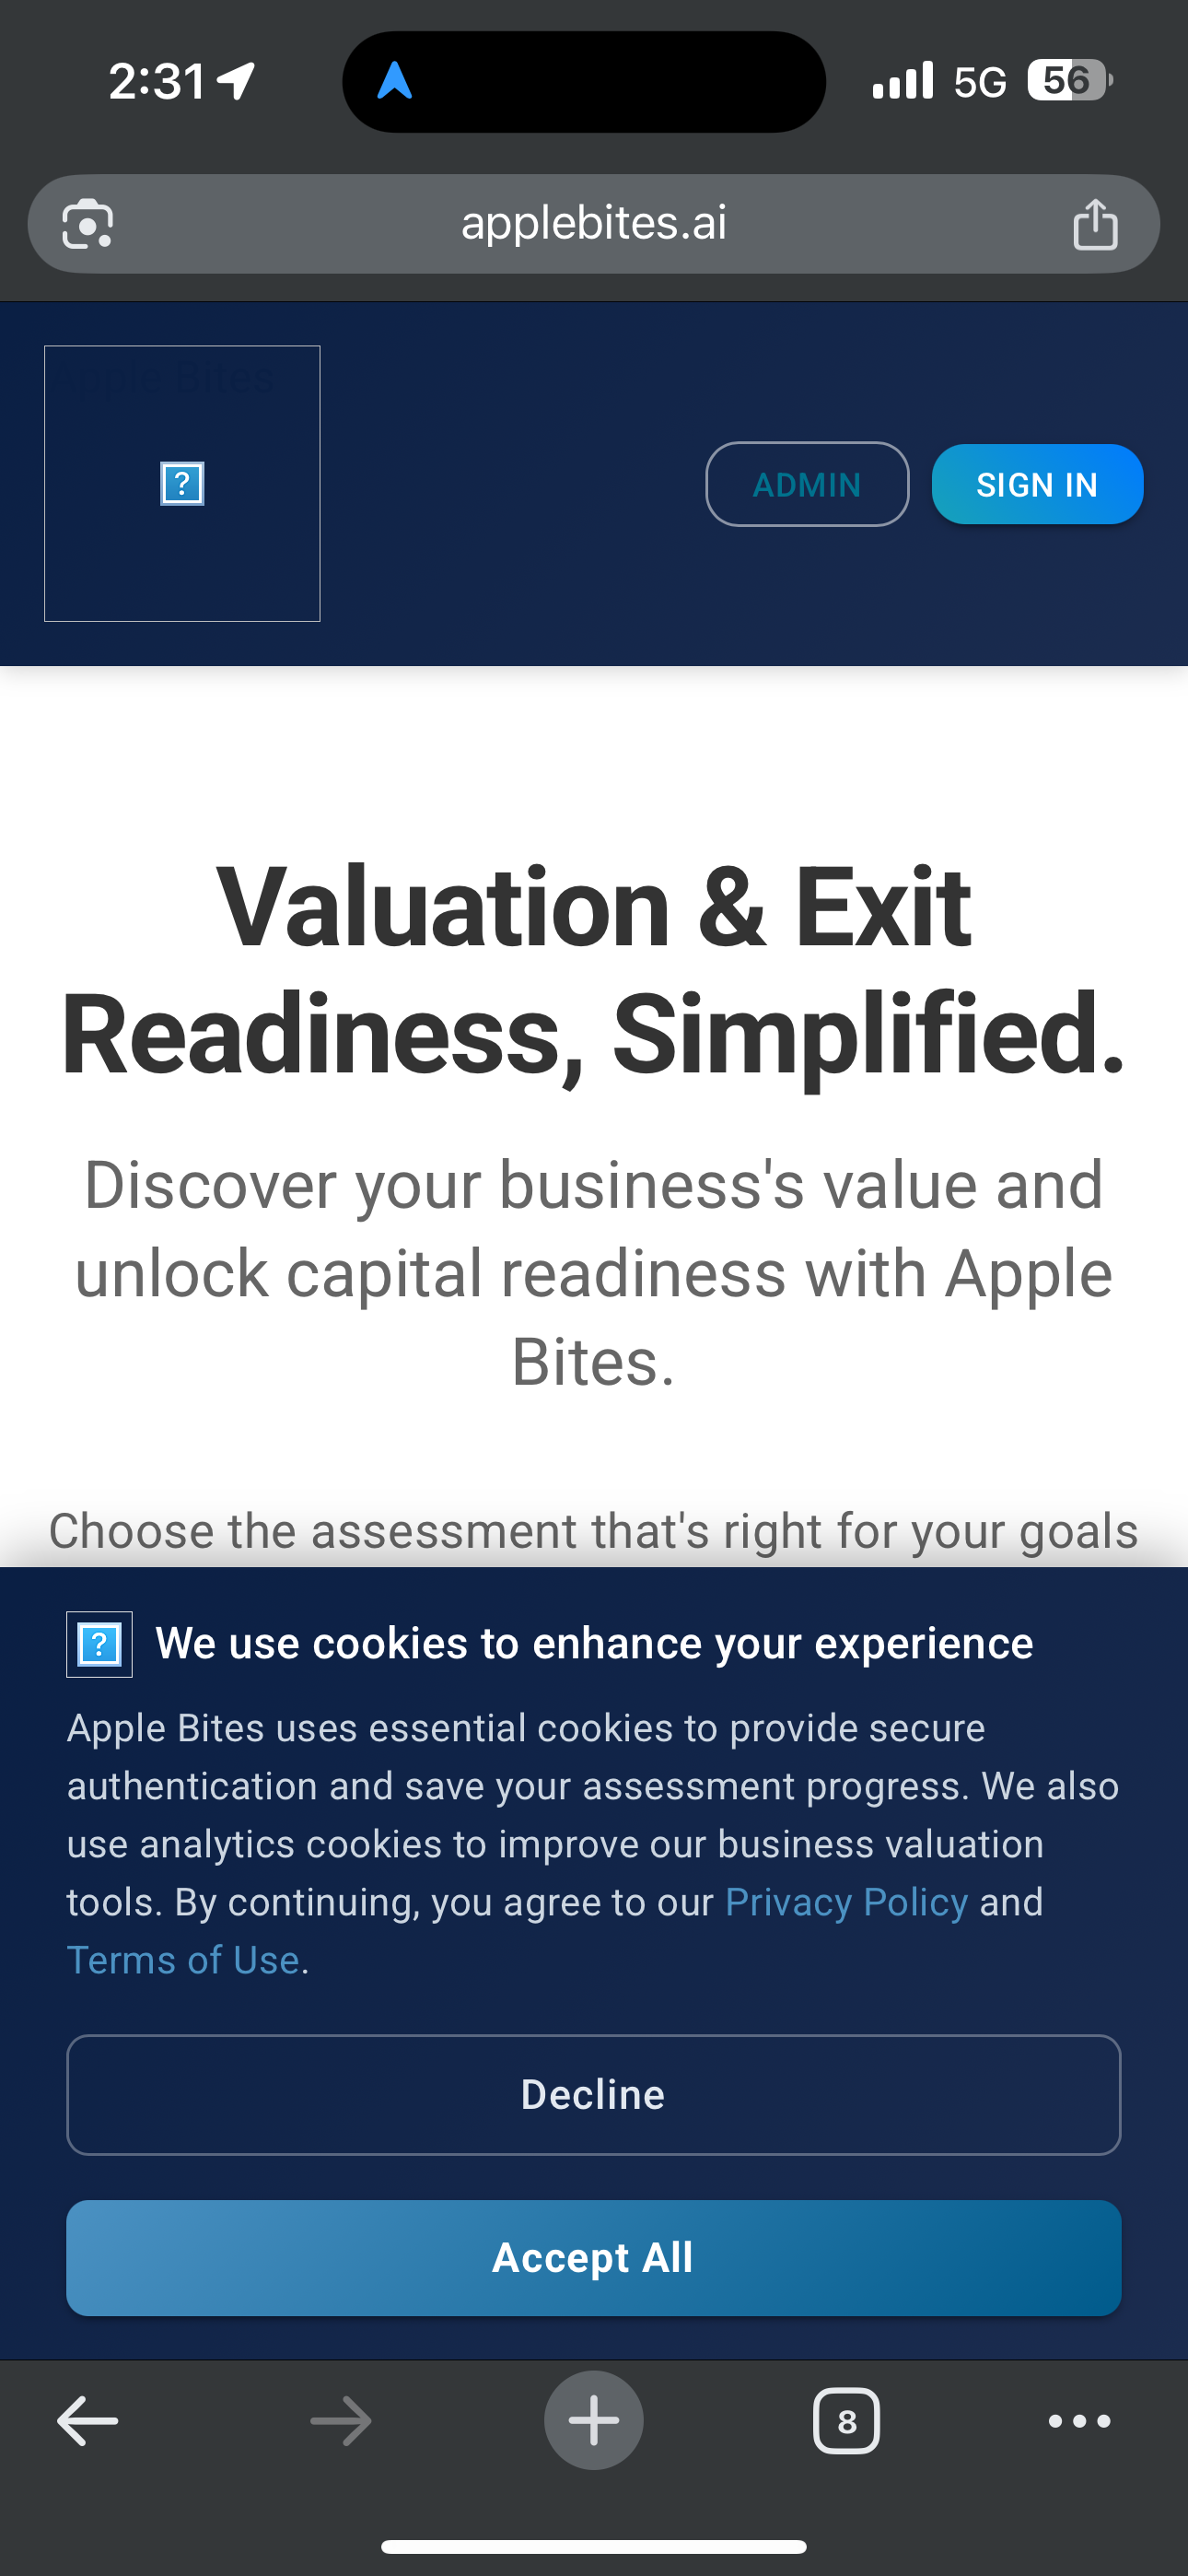 2:31
5G
56
applebites.ai
Apple Bites
ADMIN
SIGN IN
Valuation & Exit
Readiness, Simplified.
Discover your business's value and
unlock capital readiness with Apple
Bites.
Choose the assessment that's right for your goals
We use cookies to enhance your experience
Apple Bites uses essential cookies to provide secure
authentication and save your assessment progress. We also
use analytics cookies to improve our business valuation
tools. By continuing, you agree to our Privacy Policy and
Terms of Use.
Decline
Accept All
8